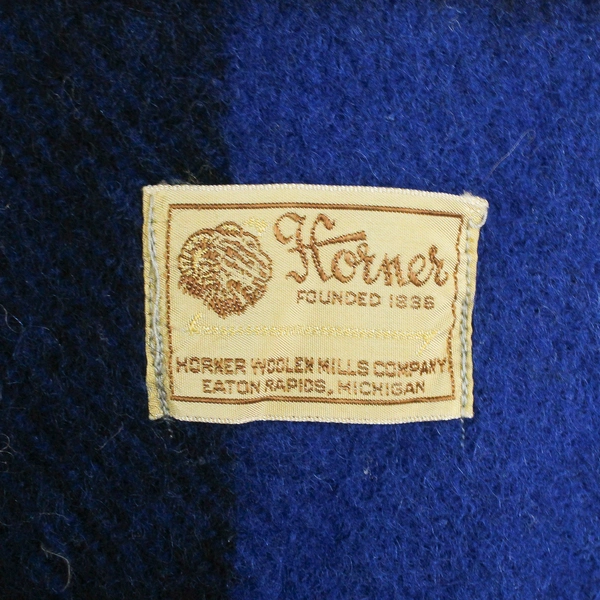 Horner
FOUNDED 1836
HORNER WOOLEN MILLS COMPANY
EATON RAPIDS, MICHIGAN